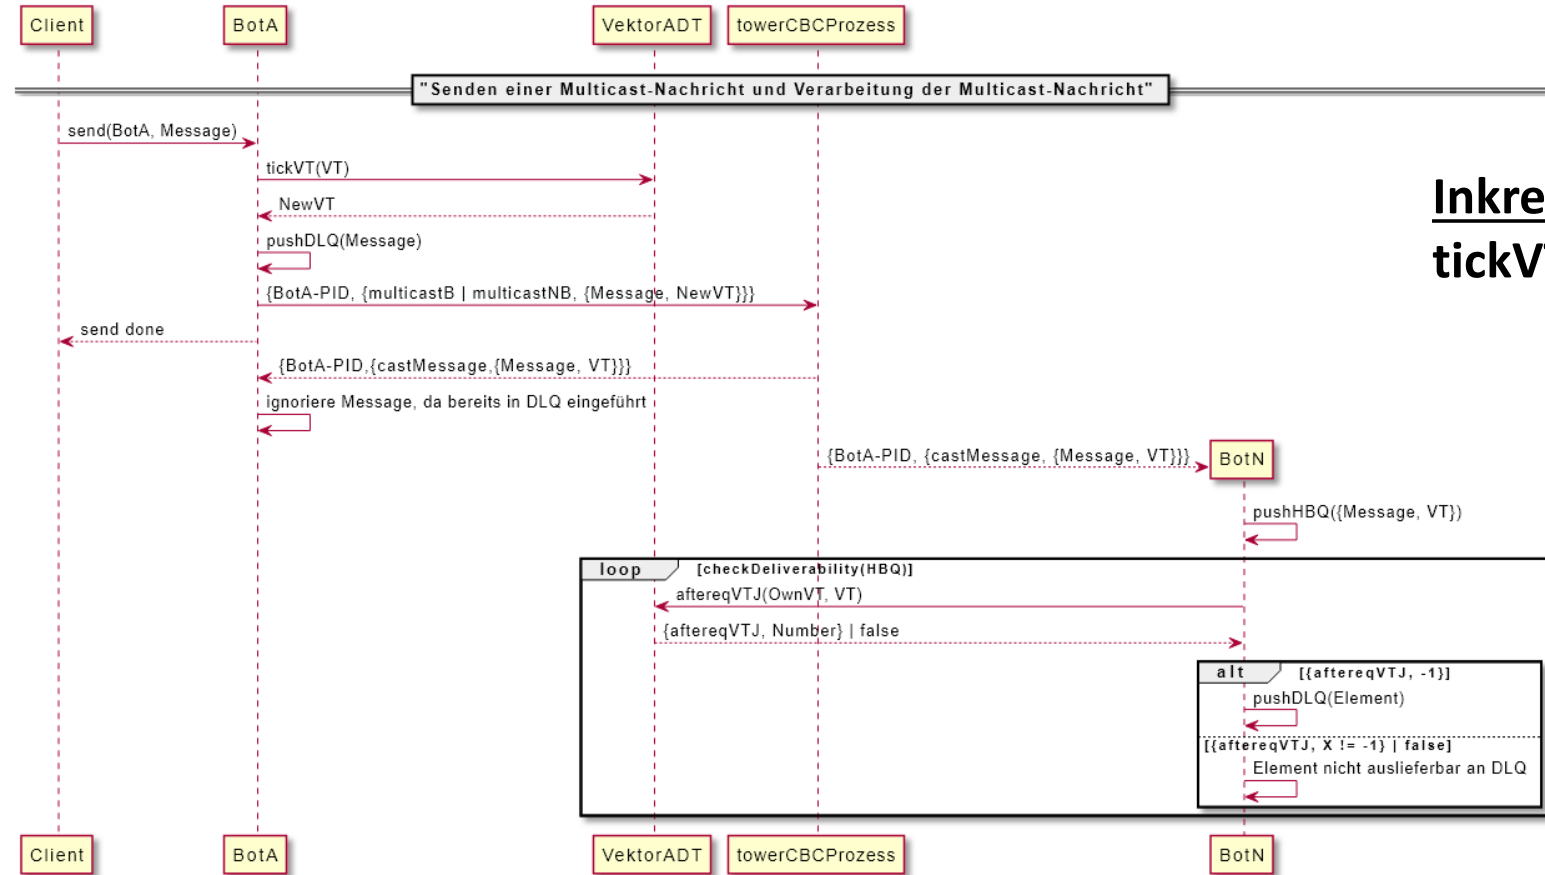 Client BotA VektorADT towerCBCProzess
"Senden einer Multicast-Nachricht und Verarbeitung der Multicast-Nachricht"
send(BotA, Message)
tickVT(VT)
NewVT
pushDLQ(Message)
{BotA-PID, {multicastB | multicastNB, {Message, NewVT}}}
send done
{BotA-PID,{castMessage,{Message, VT}}}
ignoriere Message, da bereits in DLQ eingeführt
{BotA-PID, {castMessage, {Message, VT}}}
BotN
pushHBQ({Message, VT})
loop [checkDeliverability(HBQ)]
aftereqVTJ(OwnVT, VT)
{aftereqVTJ, Number} | false
alt [{aftereqVTJ, -1}]
pushDLQ(Element)
[{aftereqVTJ, X != -1} | false]
Element nicht auslieferbar an DLQ
Client BotA VektorADT towerCBCProzess BotN
Inkre
tickV